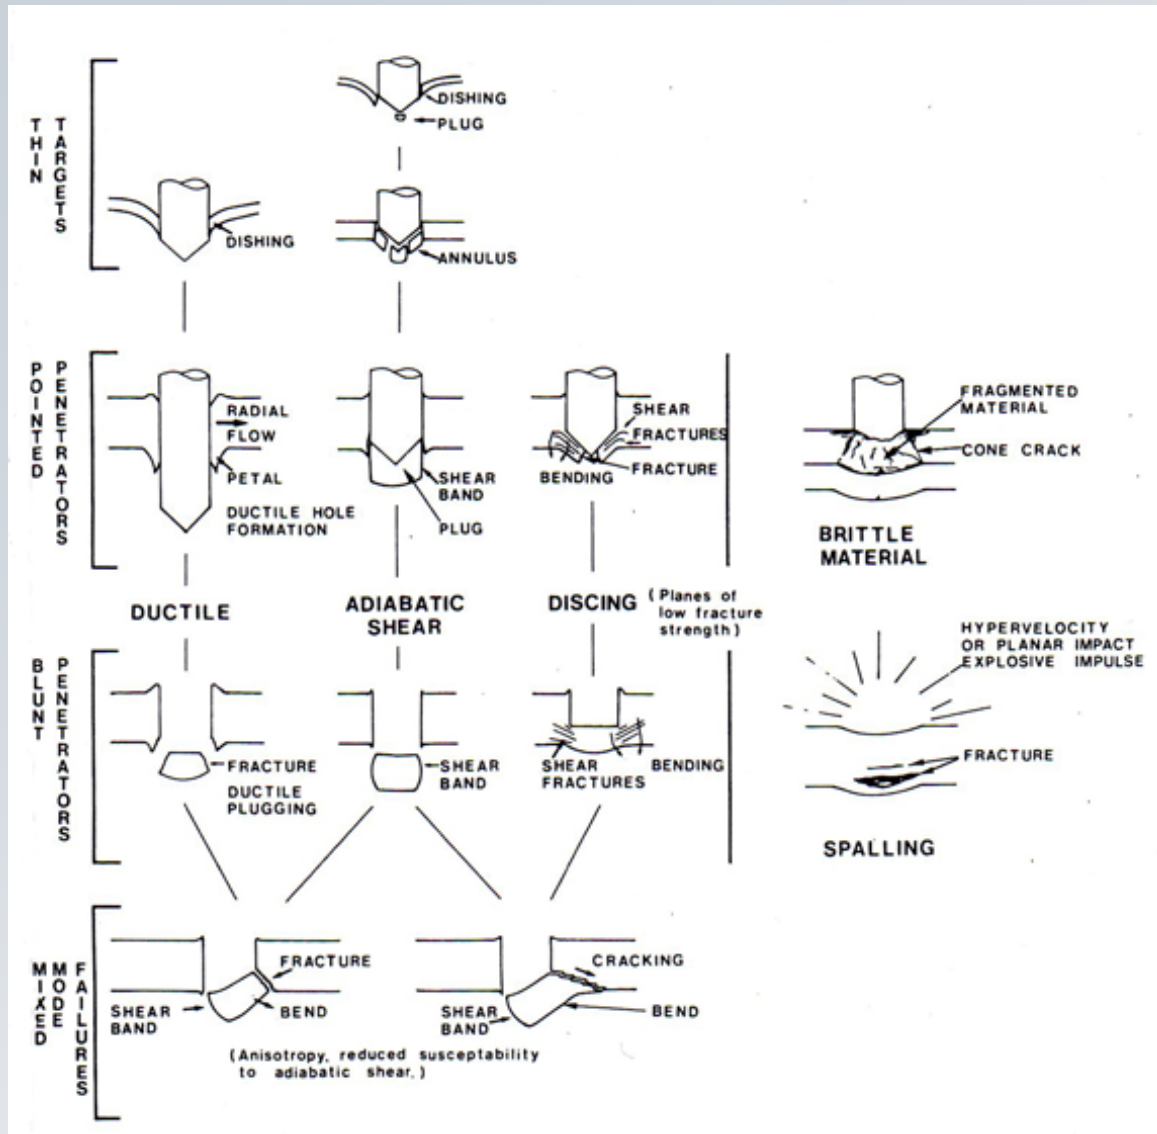 THIN
TARGETS
DISHING
DISHING
PLUG
ANNULUS
POINTED
PENETRATORS
RADIAL
FLOW
PETAL
DUCTILE HOLE
FORMATION
SHEAR
BAND
PLUG
SHEAR
FRACTURES
FRACTURE
BENDING
FRAGMENTED
MATERIAL
CONE CRACK
BRITTLE
MATERIAL
DUCTILE
ADIABATIC
SHEAR
DISCING
(Planes of
low fracture
strength)
BLUNT
PENETRATORS
FRACTURE
DUCTILE
PLUGGING
SHEAR
BAND
SHEAR
FRACTURES
BENDING
HYPERVELOCITY
OR PLANAR IMPACT
EXPLOSIVE IMPULSE
FRACTURE
SPALLING
MIXED
MODE
FAILURES
FRACTURE
SHEAR
BAND
BEND
CRACKING
SHEAR
BAND
BEND
(Anisotropy, reduced susceptability
to adiabatic shear.)